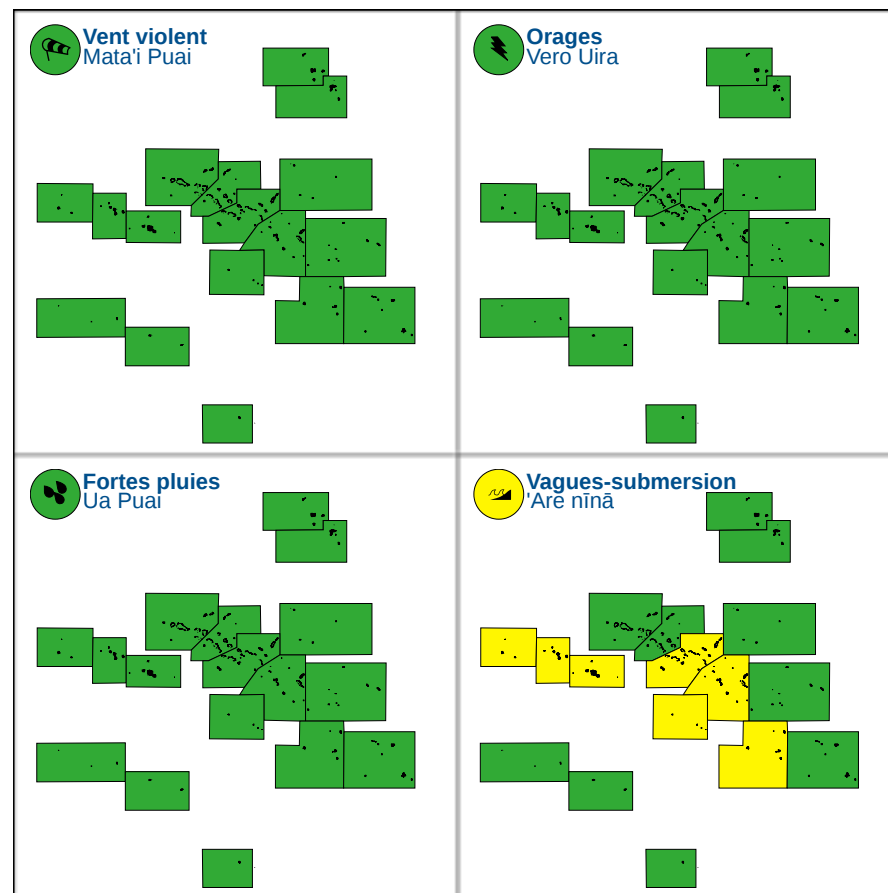 Vent violent
Mata'i Puai
Orages
Vero Uira
Fortes pluies
Ua Puai
Vagues-submersion
'Are nīnā